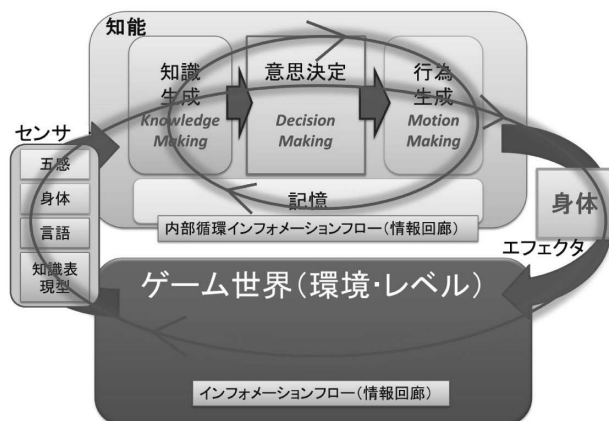 知能
知識
生成
Knowledge
Making
意思決定
Decision
Making
行為
生成
Motion
Making
記憶
内部循環インフォメーションフロー(情報回廊)
センサ
五感
身体
言語
知識表
現型
身体
エフェクタ
ゲーム世界(環境・レベル)
インフォメーションフロー(情報回廊)